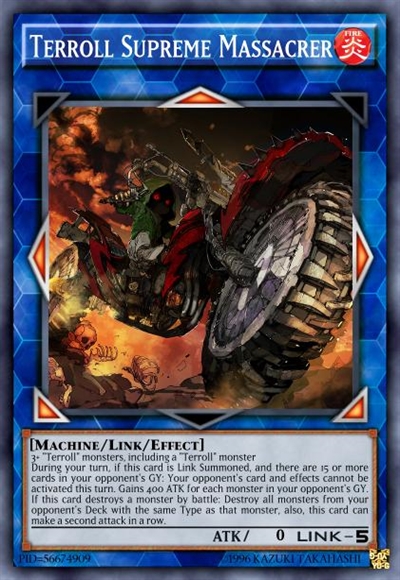 TERROLL SUPREME MASSACRER
FIRE
炎
[MACHINE/LINK/EFFECT]
3+ "Terroll" monsters, including a "Terroll" monster
During your turn, if this card is Link Summoned, and there are 15 or more
cards in your opponent's GY: Your opponent's card and effects cannot be
activated this turn. Gains 400 ATK for each monster in your opponent's GY.
If this card destroys a monster by battle: Destroy all monsters from your
opponent's Deck with the same Type as that monster, also, this card can
make a second attack in a row.
ATK/ 0 LINK-5
PID=56674909 ©1996 KAZUKI TAKAHASHI